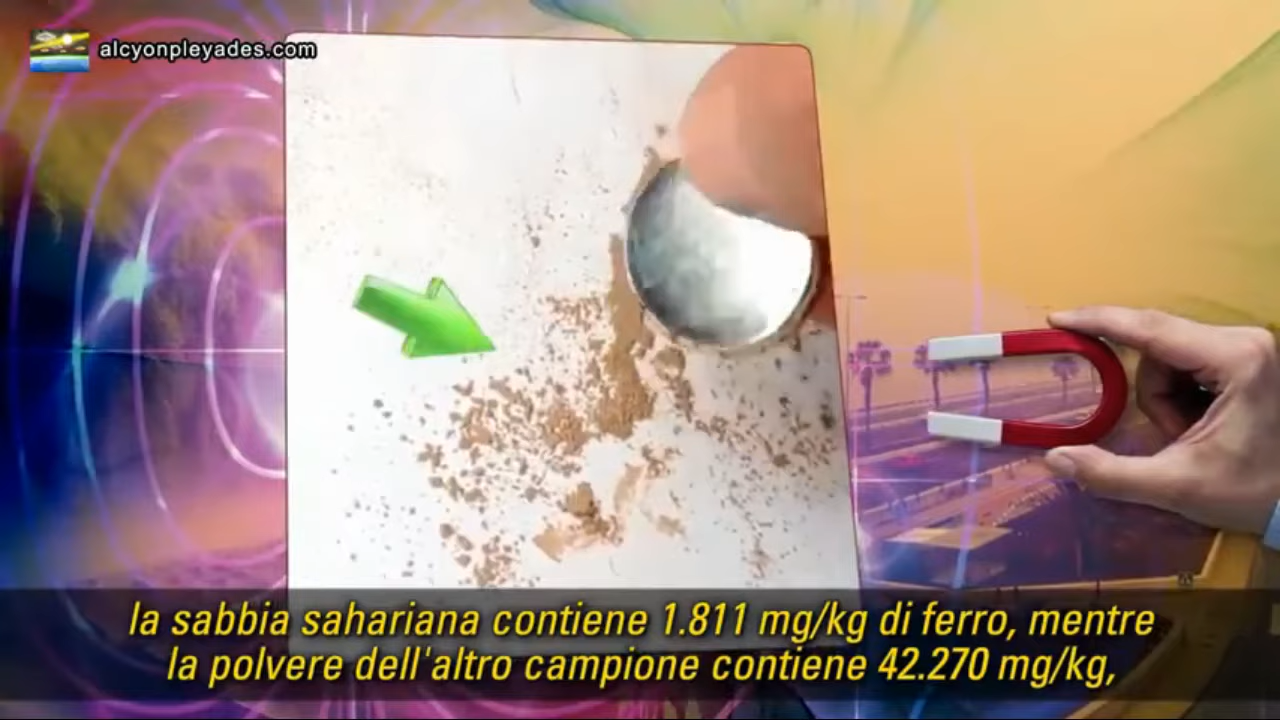 alcyonpleyades.com
la sabbia sahariana contiene 1.811 mg/kg di ferro, mentre
la polvere dell'altro campione contiene 42.270 mg/kg,